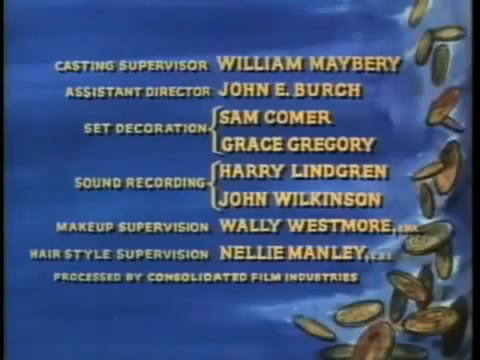 CASTING SUPERVISOR WILLIAM MAYBERY
ASSISTANT DIRECTOR JOHN E. BURCH
SET DECORATION { SAM COMER
GRACE GREGORY
SOUND RECORDING { HARRY LINDGREN
JOHN WILKINSON
MAKEUP SUPERVISION WALLY WESTMORE,
HAIR STYLE SUPERVISION NELLIE MANLEY,
PROCESSED BY CONSOLIDATED FILM INDUSTRIES